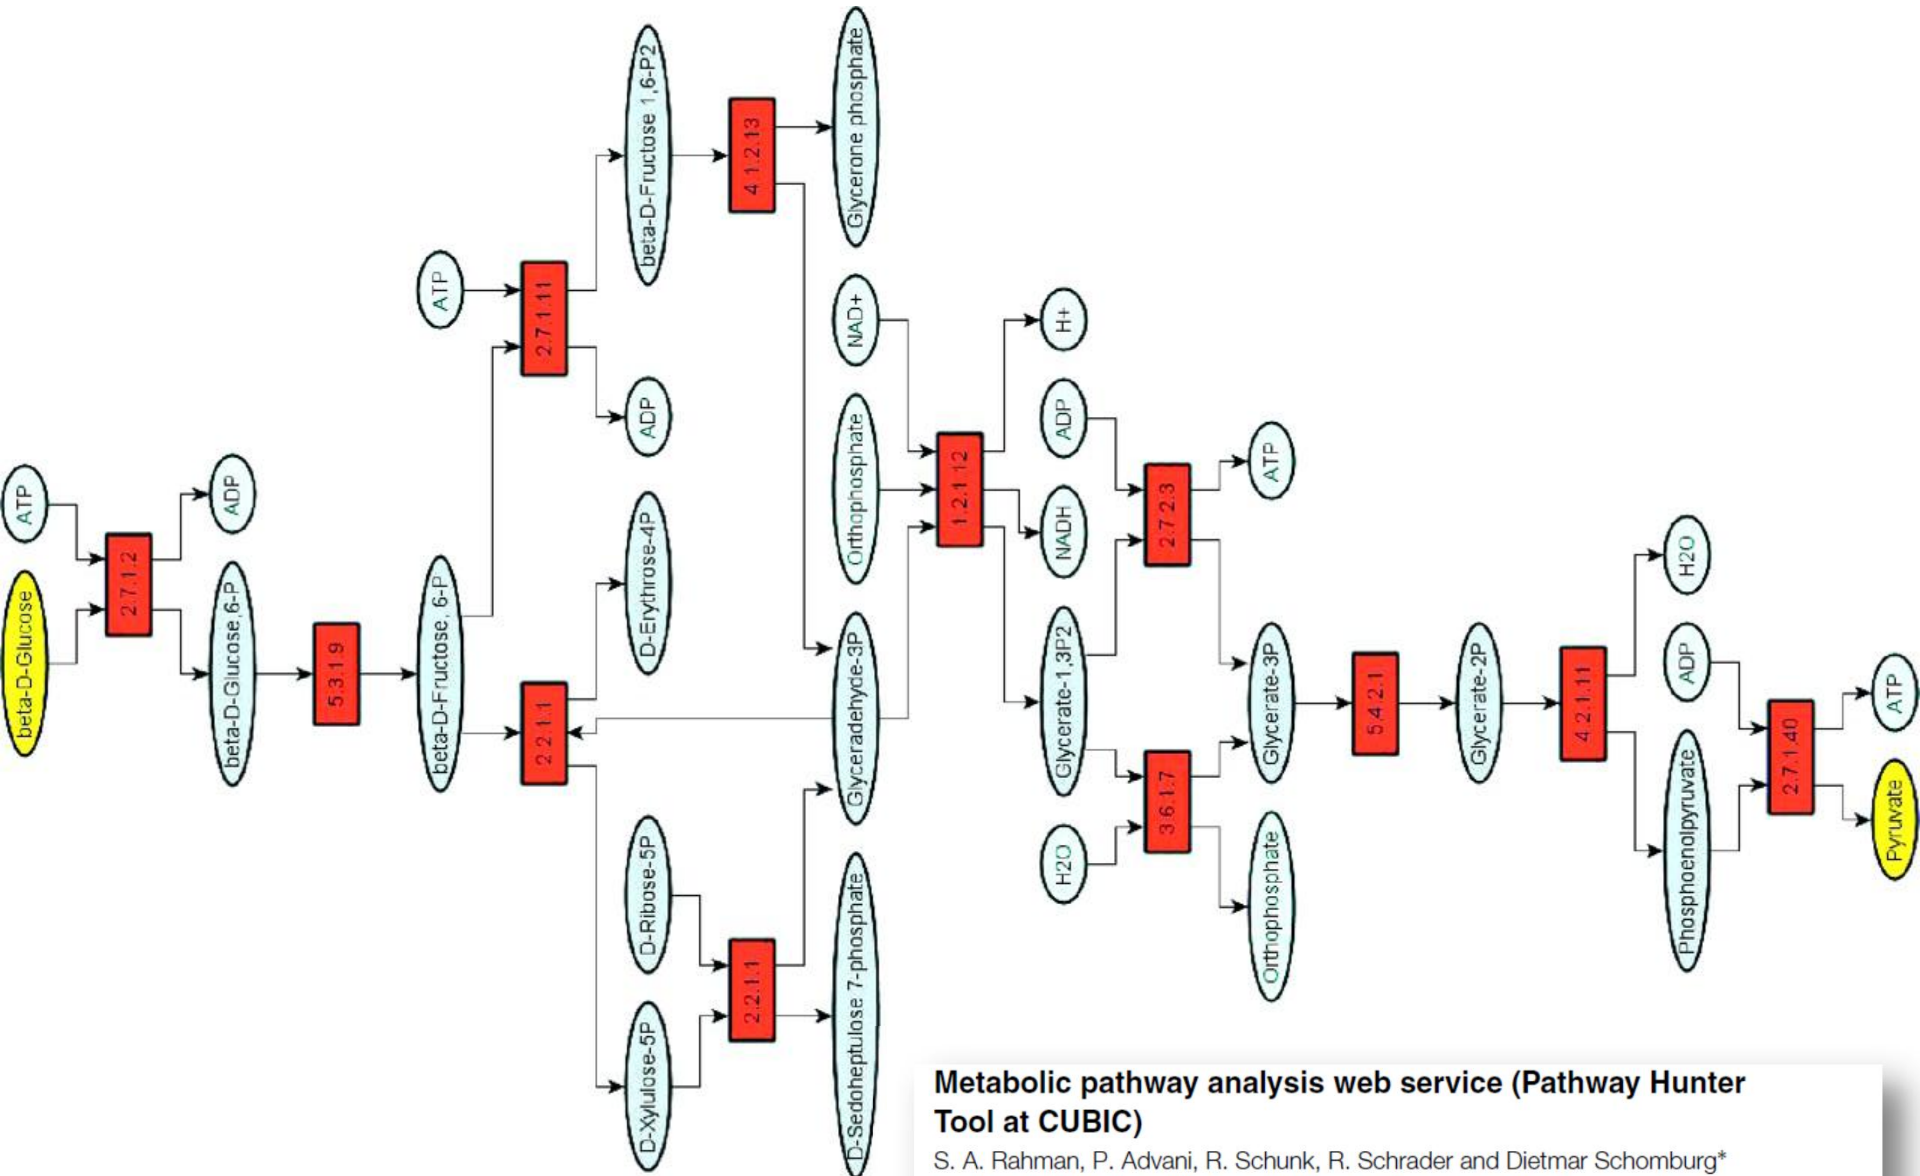 beta-D-Glucose
ATP
2.7.1.2
beta-D-Glucose,6-P
ADP
5.3.1.9
beta-D-Fructose, 6-P
ATP
2.2.1.1
2.7.1.11
D-Xylulose-5P
D-Ribose-5P
D-Erythrose-4P
ADP
beta-D-Fructose 1,6-P2
2.2.1.1
4.1.2.13
D-Sedoheptulose 7-phosphate
Glyceradehyde-3P
Orthophosphate
NAD+
Glycerone phosphate
1.2.1.12
H2O
Glycerate-1,3P2
NADH
ADP
H+
3.6.1.7
2.7.2.3
Orthophosphate
Glycerate-3P
ATP
5.4.2.1
Glycerate-2P
4.2.1.11
Phosphoenolpyruvate
ADP
H2O
2.7.1.40
Pyruvate
ATP
Metabolic pathway analysis web service (Pathway Hunter
Tool at CUBIC)
S. A. Rahman, P. Advani, R. Schunk, R. Schrader and Dietmar Schomburg*